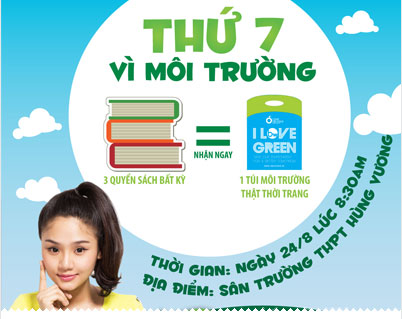 THỨ 7
VÌ MÔI TRƯỜNG
NHẬN NGAY
I LOVE
GREEN
3 QUYỂN SÁCH BẤT KỲ
1 TÚI MÔI TRƯỜNG
THẬT THỜI TRANG
THỜI GIAN: NGÀY 24/8 LÚC 8:30AM
ĐỊA ĐIỂM: SÂN TRƯỜNG THPT HÙNG VƯƠNG